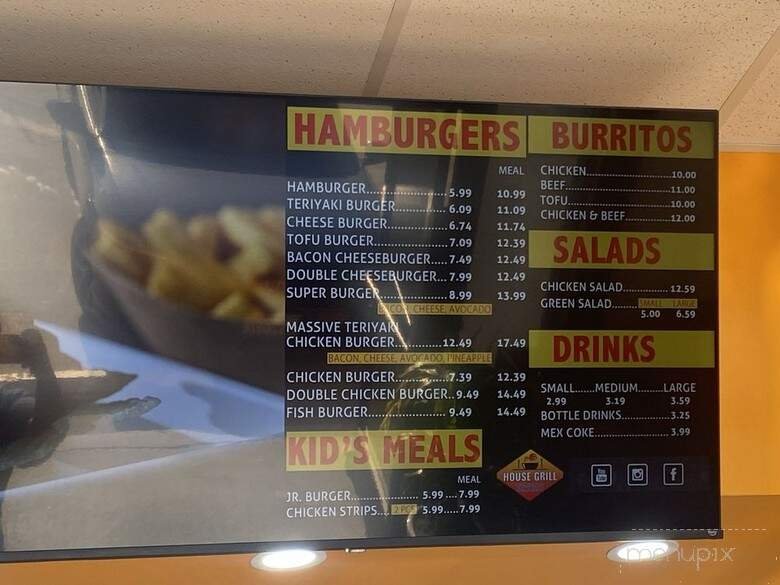 HAMBURGERS
MEAL
HAMBURGER..........5.99 10.99
TERIYAKI BURGER..........6.09 11.09
CHEESE BURGER..........6.74 11.74
TOFU BURGER..........7.09 12.39
BACON CHEESEBURGER..........7.49 12.49
DOUBLE CHEESEBURGER...7.99 12.49
SUPER BURGER..........8.99 13.99
BACON, CHEESE, AVOCADO
MASSIVE TERIYAKI
CHICKEN BURGER..........12.49 17.49
BACON, CHEESE, AVOCADO, PINEAPPLE
CHICKEN BURGER..........7.39 12.39
DOUBLE CHICKEN BURGER..9.49 14.49
FISH BURGER..........9.49 14.49
KID'S MEALS
MEAL
JR. BURGER.......... 5.99 ....7.99
CHICKEN STRIPS.... 2 PCS 5.99.....7.99
BURRITOS
CHICKEN..........10.00
BEEF..........11.00
TOFU..........10.00
CHICKEN & BEEF..........12.00
SALADS
CHICKEN SALAD..........12.59
GREEN SALAD.......... SMALL LARGE
5.00 6.59
DRINKS
SMALL.....MEDIUM......LARGE
2.99 3.19 3.59
BOTTLE DRINKS..........3.25
MEX COKE..........3.99
HOUSE GRILL
You Tube
f
menupix